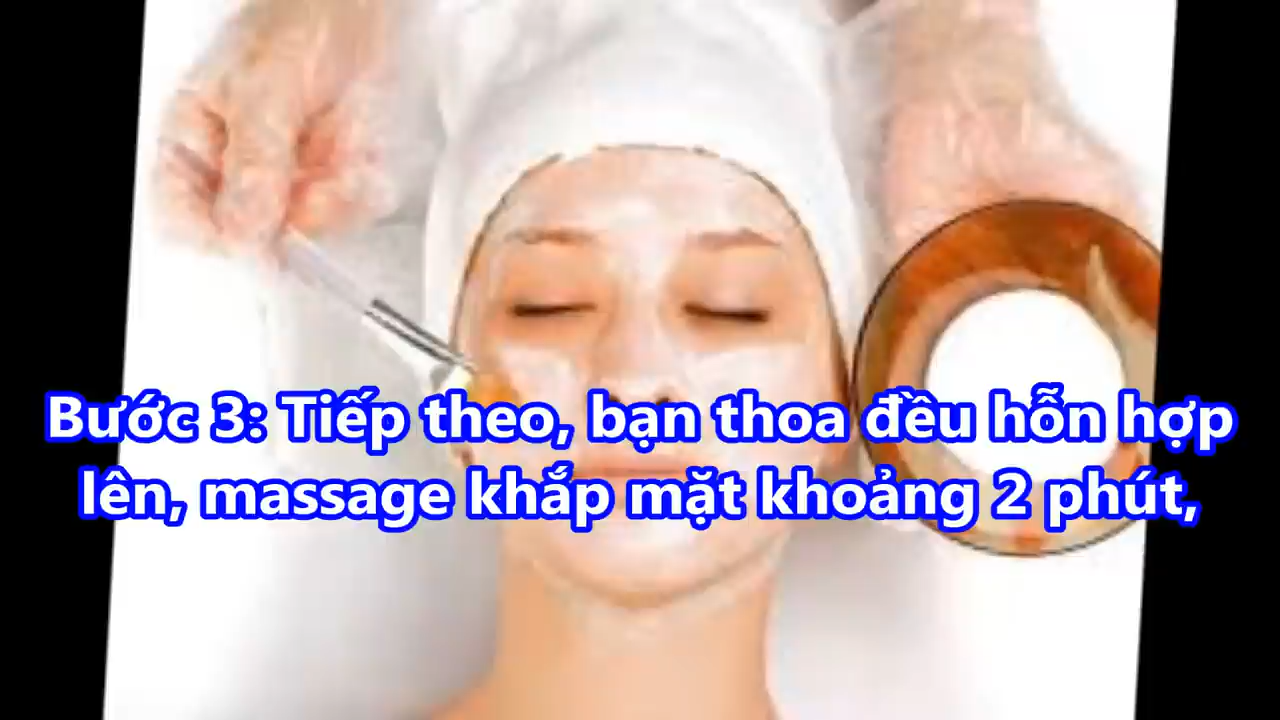 Bước 3: Tiếp theo, bạn thoa đều hỗn hợp
lên, massage khắp mặt khoảng 2 phút,